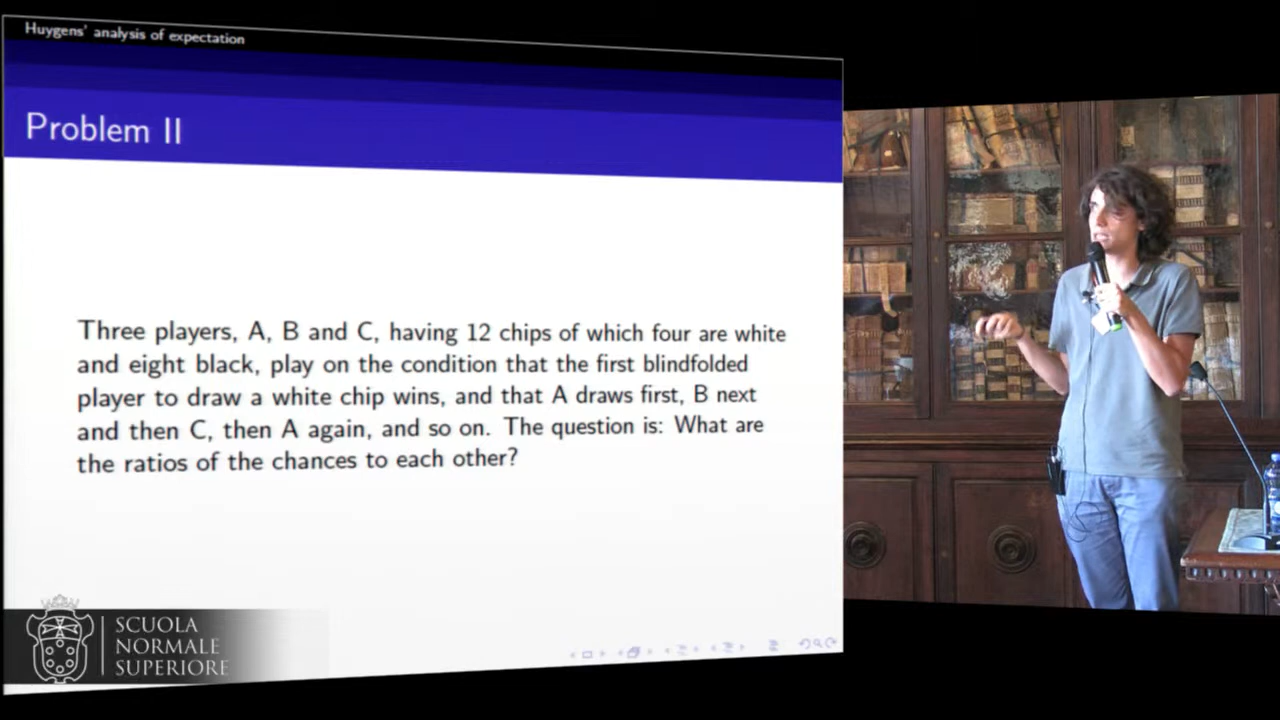 Huygens' analysis of expectation
Problem II
Three players, A, B and C, having 12 chips of which four are white
and eight black, play on the condition that the first blindfolded
player to draw a white chip wins, and that A draws first, B next
and then C, then A again, and so on. The question is: What are
the ratios of the chances to each other?
SCUOLA
NORMALE
SUPERIORE